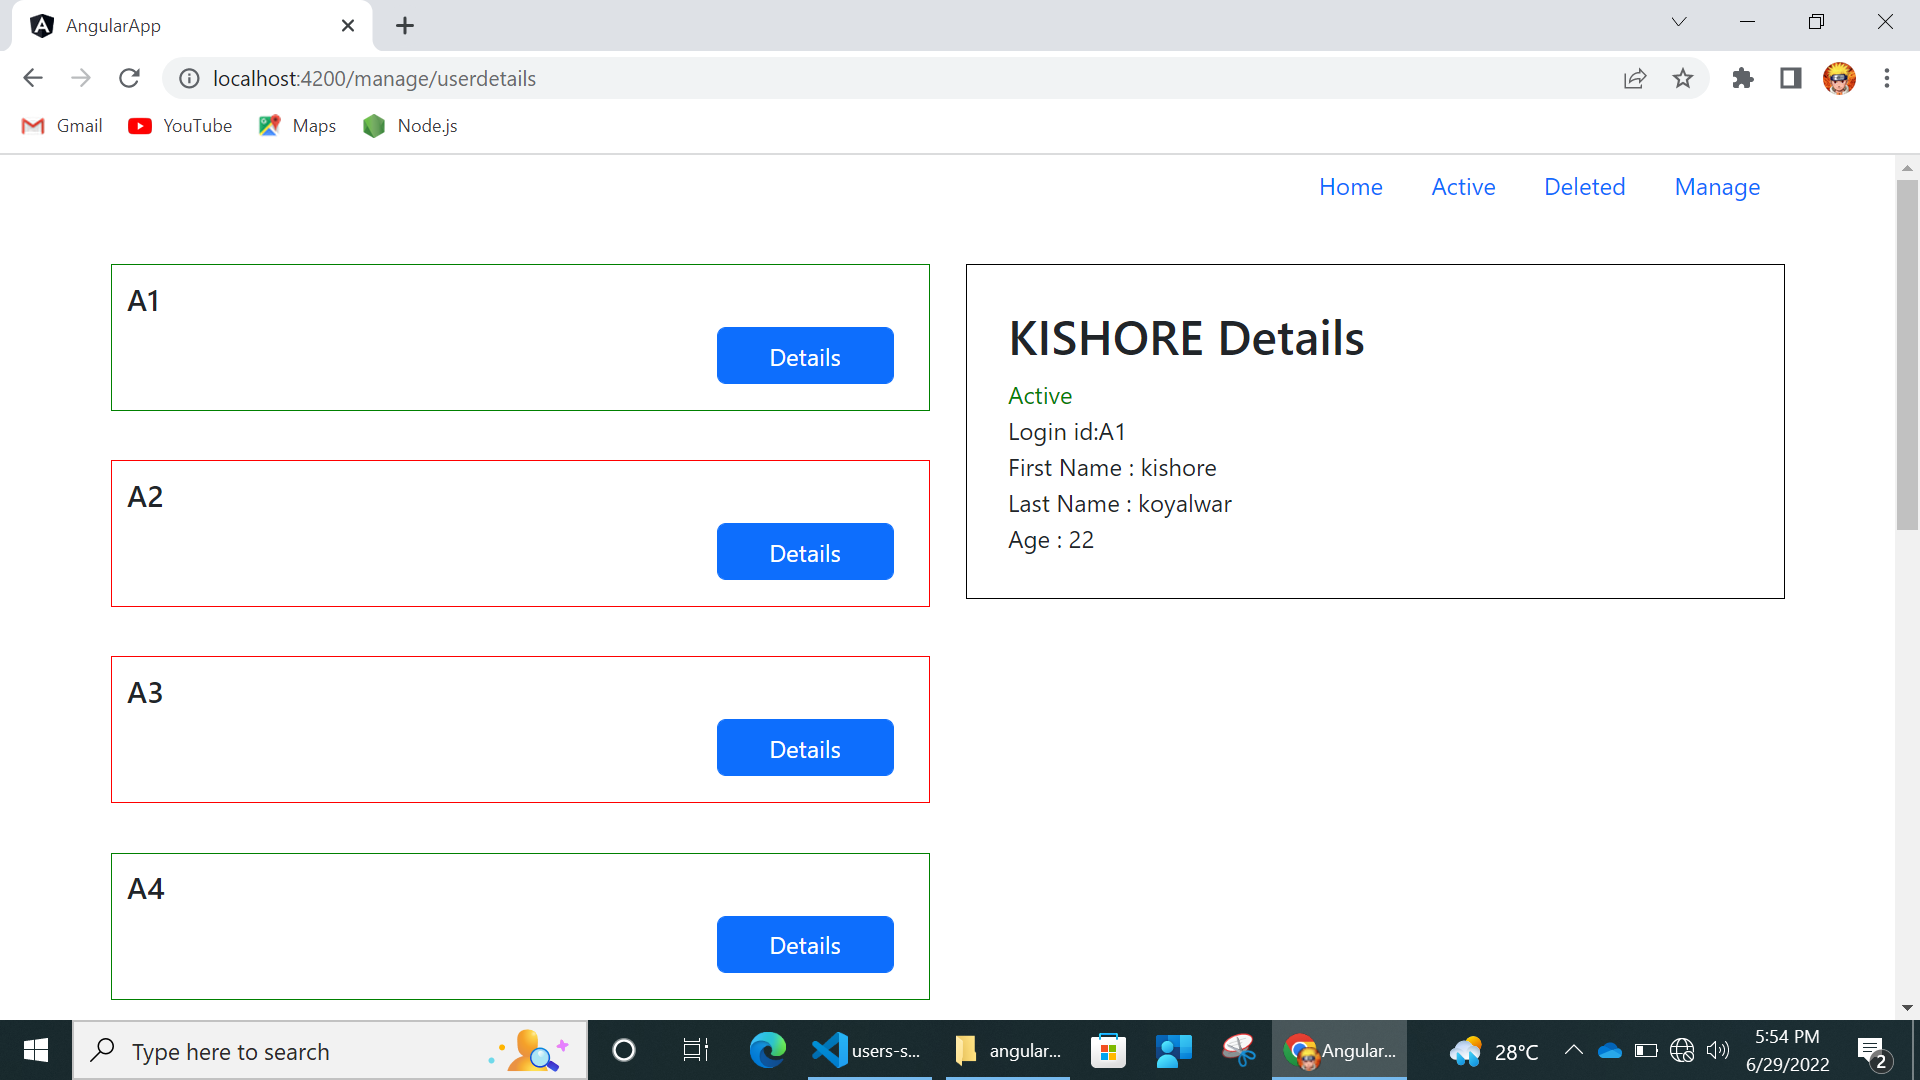 AngularApp
localhost:4200/manage/userdetails
Gmail YouTube Maps Node.js
Home Active Deleted Manage
A1
Details
A2
Details
A3
Details
A4
Details
KISHORE Details
Active
Login id:A1
First Name : kishore
Last Name : koyalwar
Age : 22
Type here to search
users-s...
angular...
Angular...
28°C
5:54 PM
6/29/2022
2